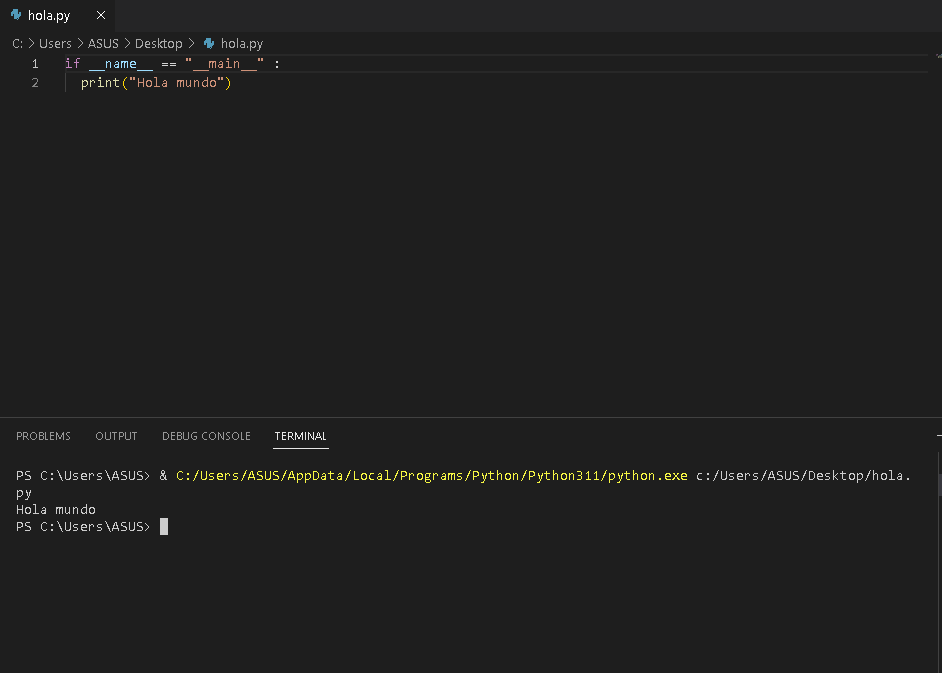 hola.py
C: > Users > ASUS > Desktop > hola.py
1 if __name__ == "__main__" :
2 print("Hola mundo")
PROBLEMS OUTPUT DEBUG CONSOLE TERMINAL
PS C:\Users\ASUS> & C:/Users/ASUS/AppData/Local/Programs/Python/Python311/python.exe c:/Users/ASUS/Desktop/hola.
py
Hola mundo
PS C:\Users\ASUS>